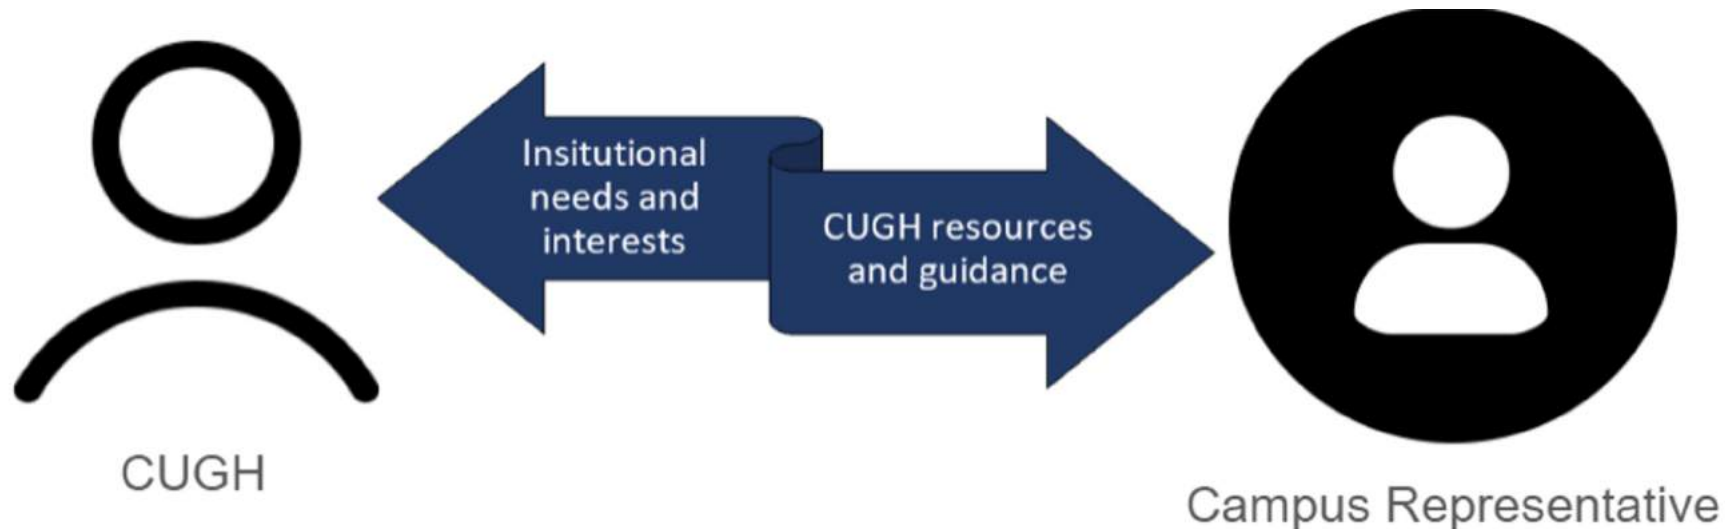 Insitutional
needs and
interests
CUGH resources
and guidance
CUGH
Campus Representative